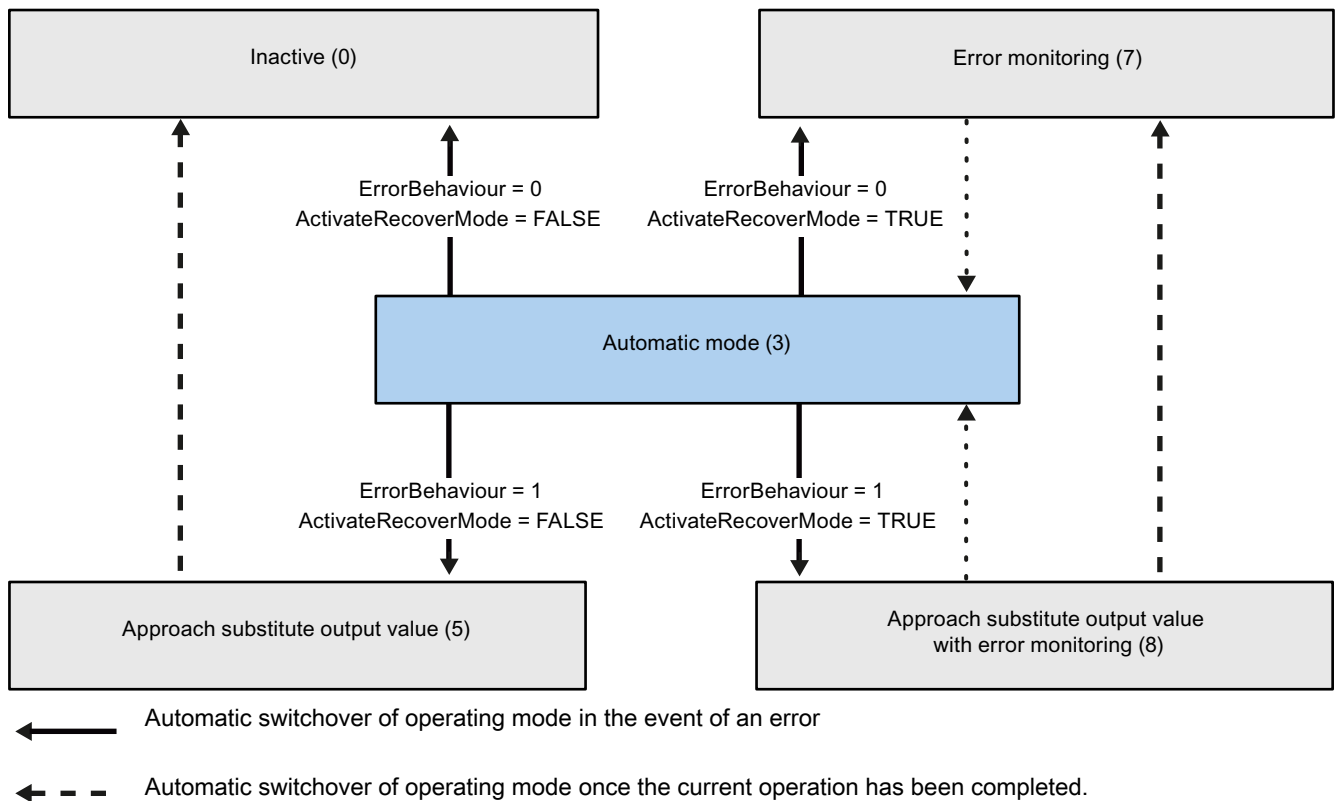 Inactive (0)
Error monitoring (7)
ErrorBehaviour = 0
ActivateRecoverMode = FALSE
ErrorBehaviour = 0
ActivateRecoverMode = TRUE
Automatic mode (3)
ErrorBehaviour = 1
ActivateRecoverMode = FALSE
ErrorBehaviour = 1
ActivateRecoverMode = TRUE
Approach substitute output value (5)
Approach substitute output value
with error monitoring (8)
Automatic switchover of operating mode in the event of an error
Automatic switchover of operating mode once the current operation has been completed.